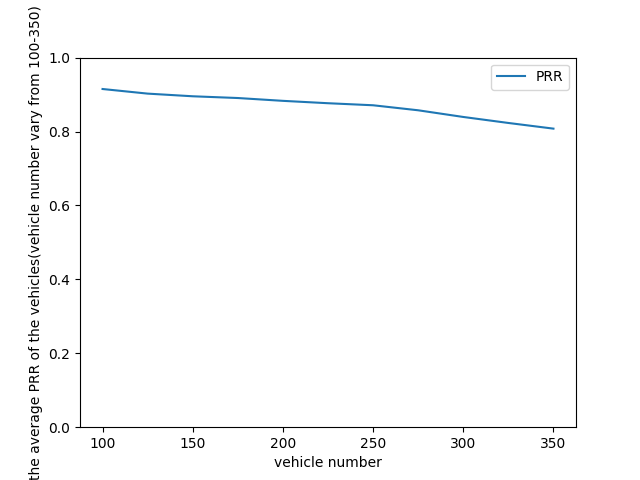 the average PRR of the vehicles(vehicle number vary from 100-350)
1.0
0.8
0.6
0.4
0.2
0.0
PRR
100 150 200 250 300 350
vehicle number